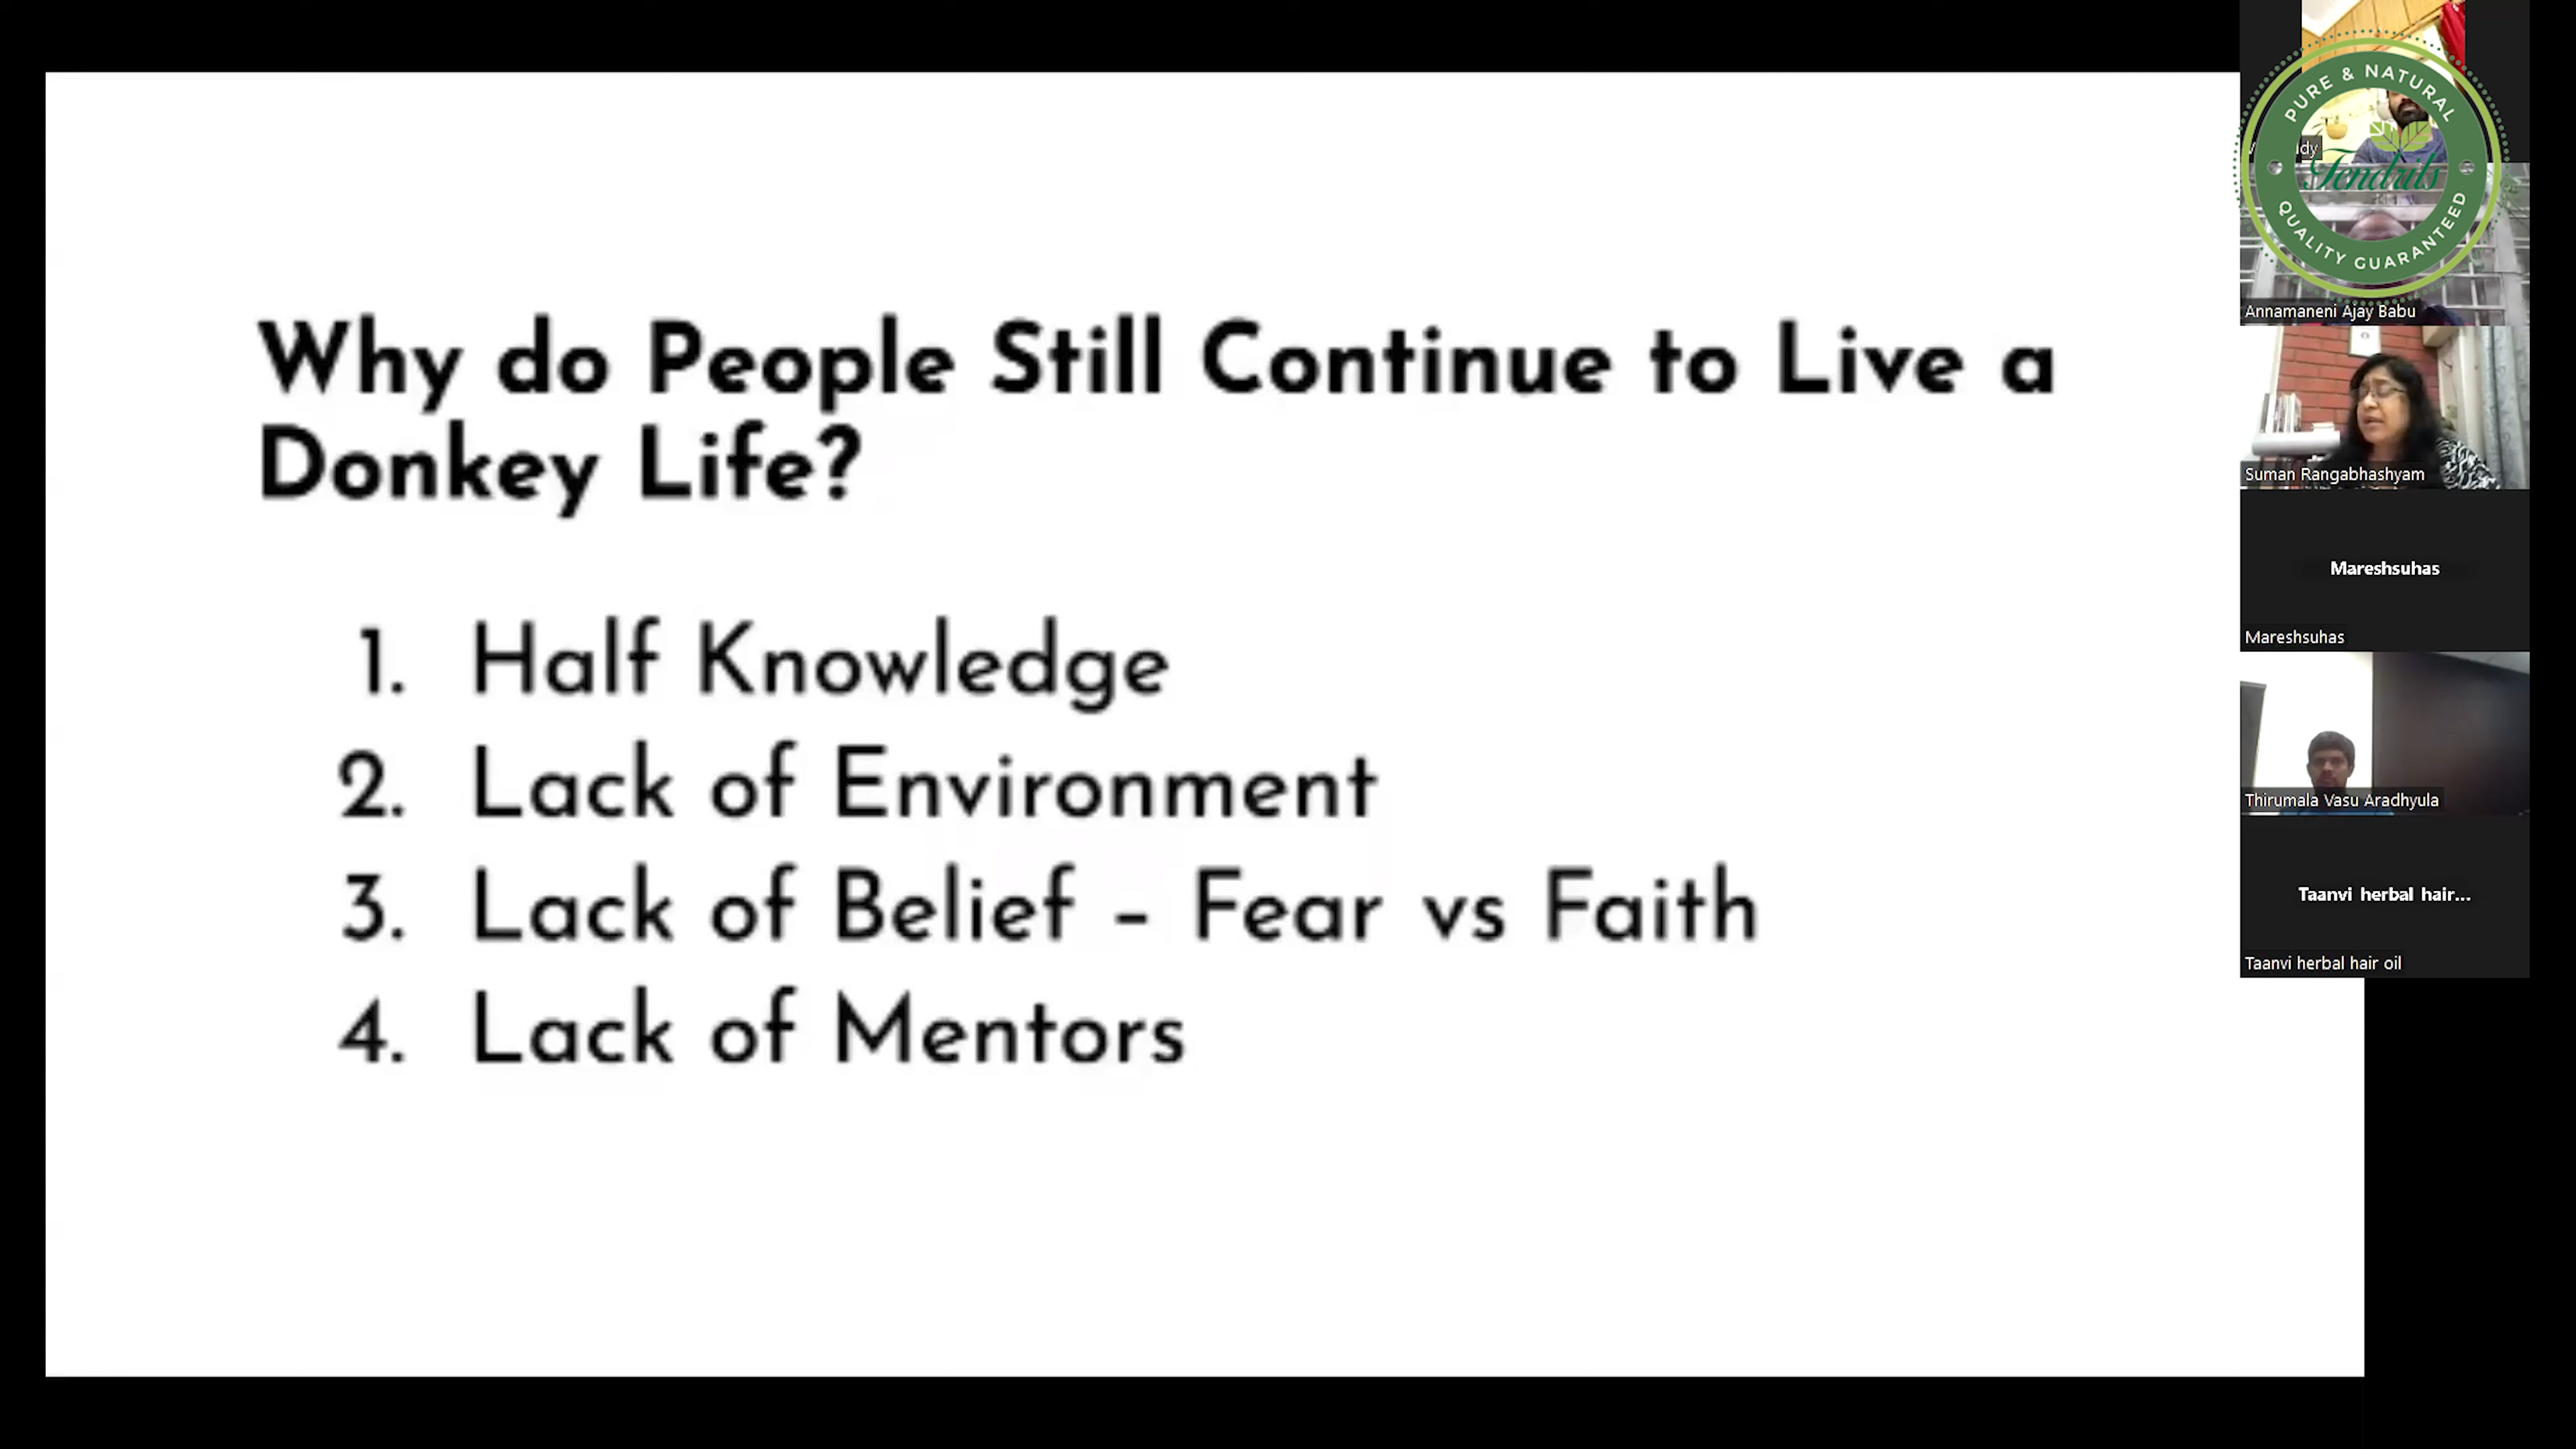 Why do People Still Continue to Live a
Donkey Life?
1. Half Knowledge
2. Lack of Environment
3. Lack of Belief - Fear vs Faith
4. Lack of Mentors
PURE & NATURAL
Tendrils
QUALITY GUARANTEED
Annamaneni Ajay Babu
Suman Rangabhashyam
Mareshsuhas
Mareshsuhas
Thirumala Vasu Aradhyula
Taanvi herbal hair...
Taanvi herbal hair oil